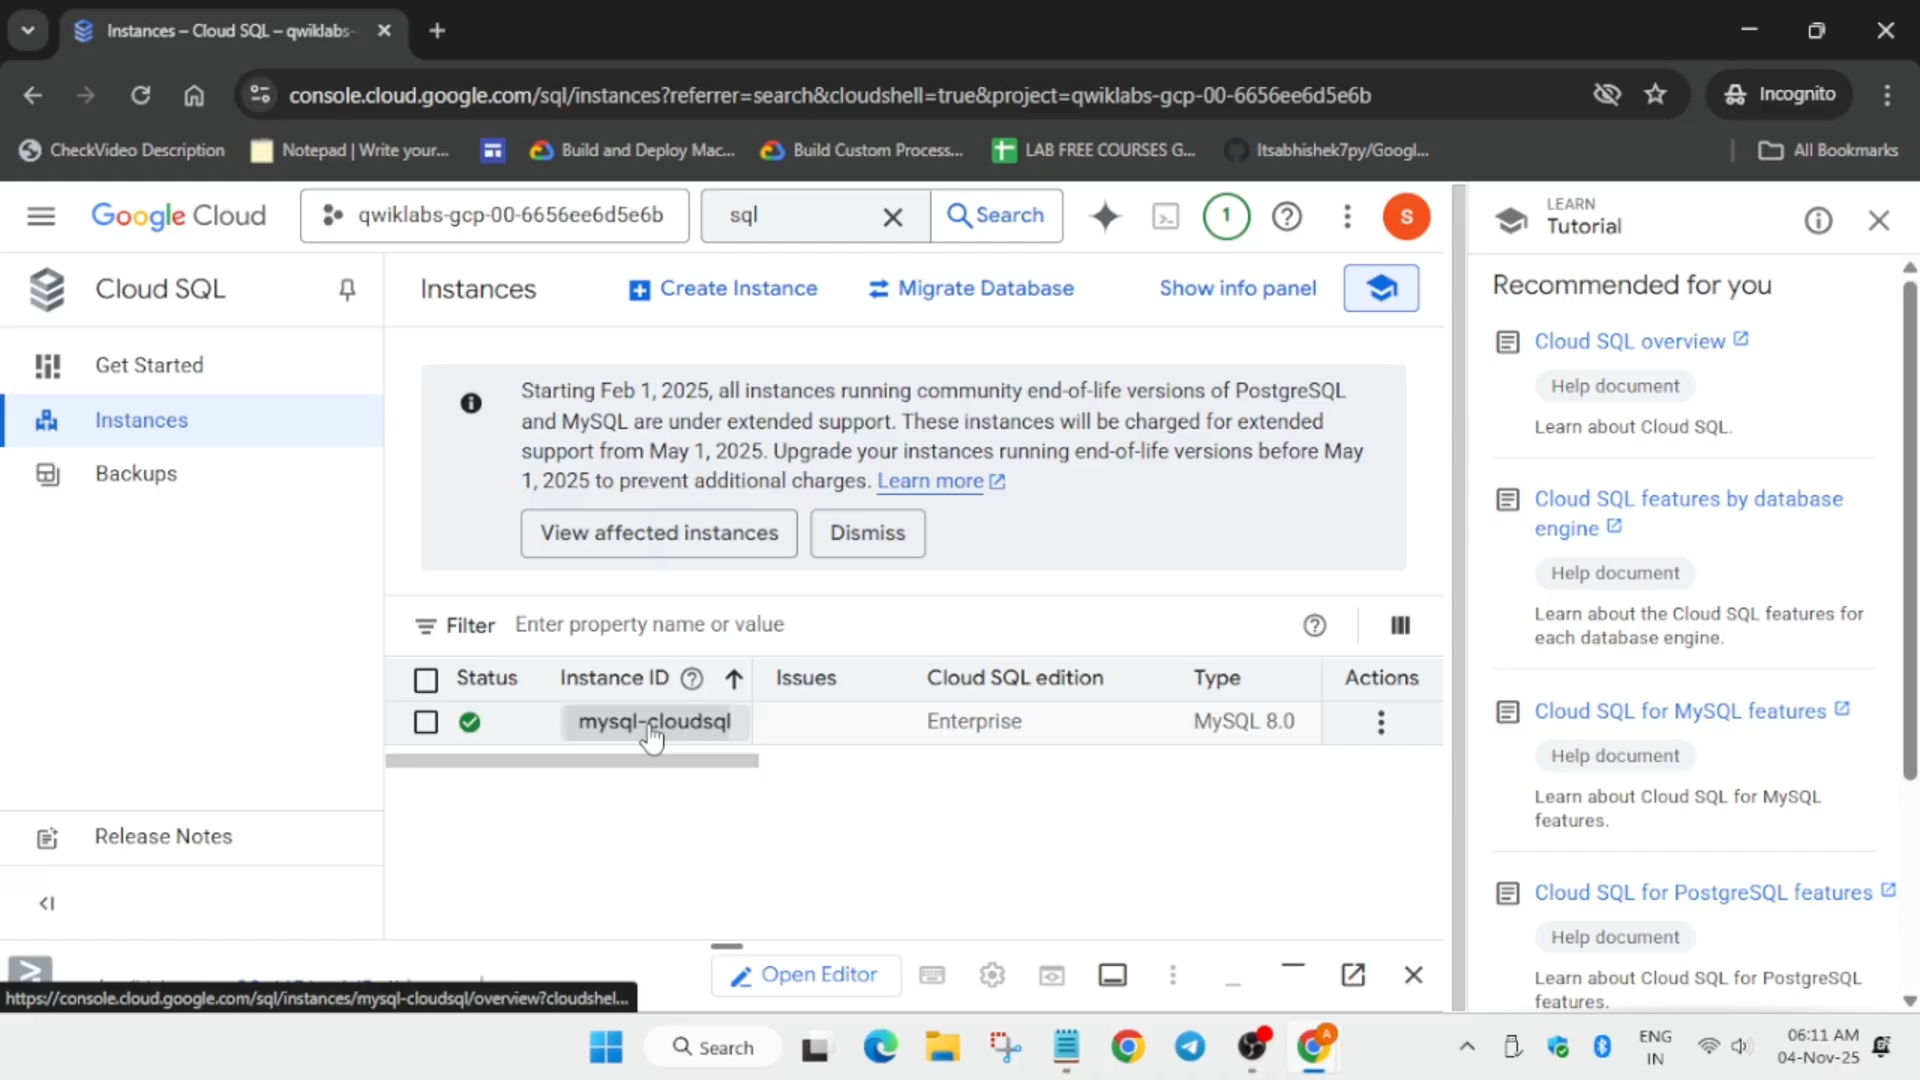 Instances – Cloud SQL – qwiklabs-
console.cloud.google.com/sql/instances?referrer=search&cloudshell=true&project=qwiklabs-gcp-00-6656ee6d5e6b
Incognito
CheckVideo Description
Notepad | Write your...
Build and Deploy Mac...
Build Custom Process...
LAB FREE COURSES G...
Itsabhishek7py/Googl...
All Bookmarks
Google Cloud
qwiklabs-gcp-00-6656ee6d5e6b
sql
Search
1
S
LEARN
Tutorial
Cloud SQL
Instances
Create Instance
Migrate Database
Show info panel
Get Started
Instances
Backups
Release Notes
Starting Feb 1, 2025, all instances running community end-of-life versions of PostgreSQL
and MySQL are under extended support. These instances will be charged for extended
support from May 1, 2025. Upgrade your instances running end-of-life versions before May
1, 2025 to prevent additional charges. Learn more
View affected instances
Dismiss
Filter Enter property name or value
Status Instance ID Issues Cloud SQL edition Type Actions
mysql-cloudsql Enterprise MySQL 8.0
Recommended for you
Cloud SQL overview
Help document
Learn about Cloud SQL.
Cloud SQL features by database
engine
Help document
Learn about the Cloud SQL features for
each database engine.
Cloud SQL for MySQL features
Help document
Learn about Cloud SQL for MySQL
features.
Cloud SQL for PostgreSQL features
Help document
Learn about Cloud SQL for PostgreSQL
features.
Open Editor
https://console.cloud.google.com/sql/instances/mysql-cloudsql/overview?cloudshel...
Search
A
ENG
IN
06:11 AM
04-Nov-25